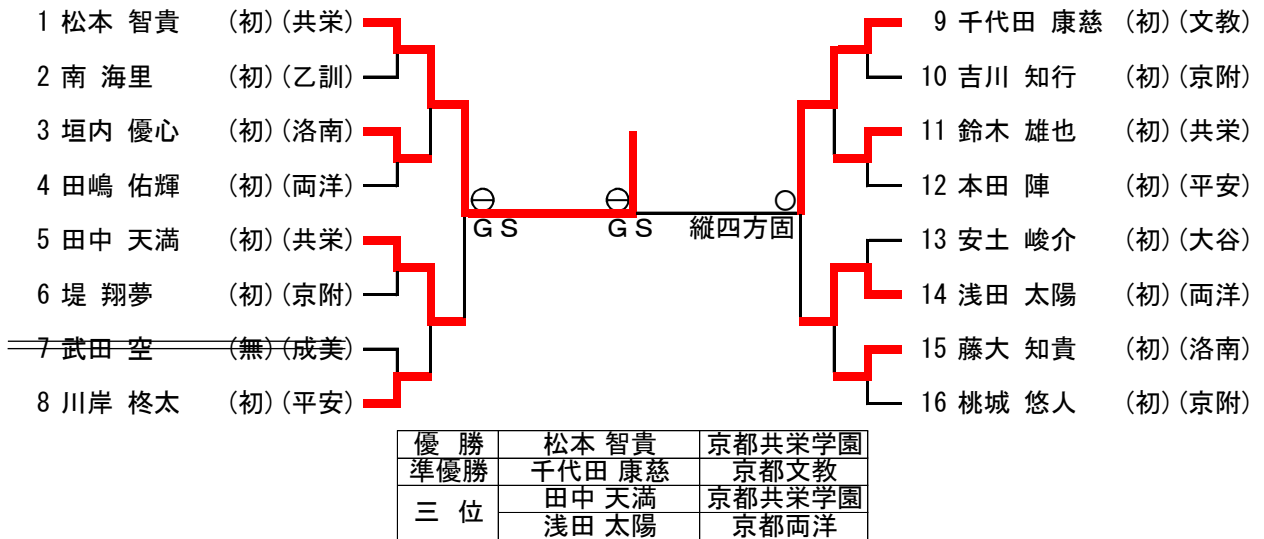 1 松本 智貴 (初)(共栄)
2 南 海里 (初)(乙訓)
3 垣内 優心 (初)(洛南)
4 田嶋 佑輝 (初)(両洋)
5 田中 天満 (初)(共栄)
6 堤 翔夢 (初)(京附)
7 武田 空 (無)(成美)
8 川岸 柊太 (初)(平安)
GS GS 縦四方固
9 千代田 康慈 (初)(文教)
10 吉川 知行 (初)(京附)
11 鈴木 雄也 (初)(共栄)
12 本田 陣 (初)(平安)
13 安土 峻介 (初)(大谷)
14 浅田 太陽 (初)(両洋)
15 藤大 知貴 (初)(洛南)
16 桃城 悠人 (初)(京附)
優 勝 松本 智貴 京都共栄学園
準優勝 千代田 康慈 京都文教
三 位 田中 天満 京都共栄学園
浅田 太陽 京都両洋